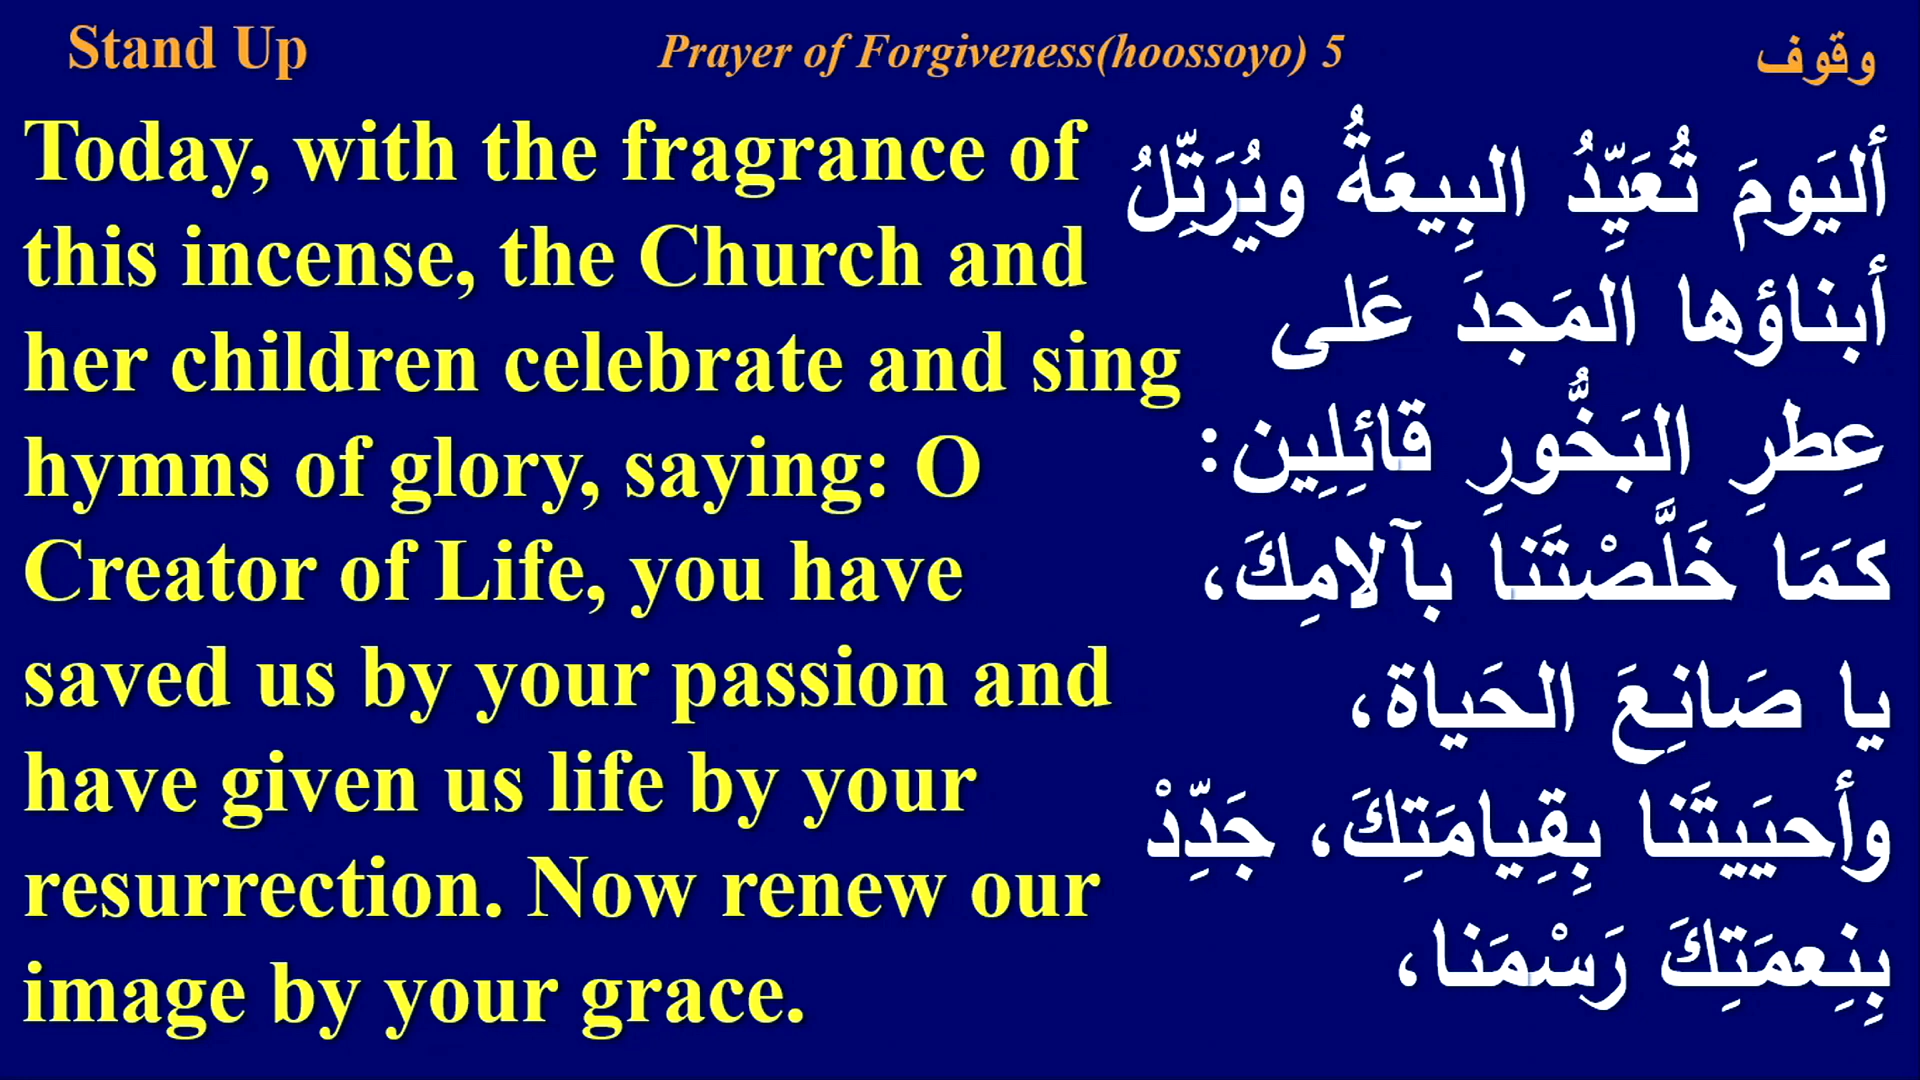 Stand Up
Prayer of Forgiveness(hoossoyo) 5
وقوف
Today, with the fragrance of
this incense, the Church and
her children celebrate and sing
hymns of glory, saying: O
Creator of Life, you have
saved us by your passion and
have given us life by your
resurrection. Now renew our
image by your grace.
أليَومَ تُعَيِّدُ البِيعَةُ ويُرَتِّلُ
أبناؤها المَجدَ عَلى
عِطرِ البَخُّورِ قائِلِين:
كَمَا خَلَّصْتَنا بآلامِكَ،
يا صَانِعَ الحَياة،
وأحيَيتَنا بِقِيامَتِكَ، جَدِّدْ
بِنِعمَتِكَ رَسْمَنا،